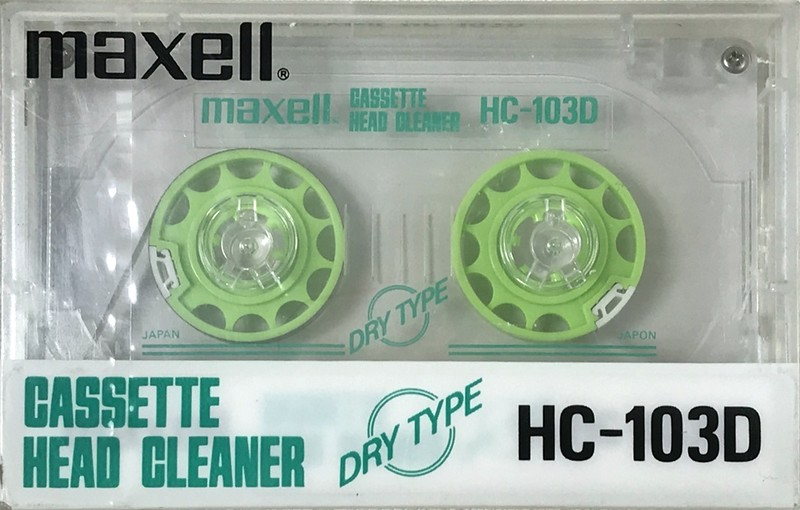 maxell®
maxell CASSETTE HEAD CLEANER HC-103D
DRY TYPE
JAPAN
JAPON
CASSETTE
HEAD CLEANER
DRY TYPE
HC-103D